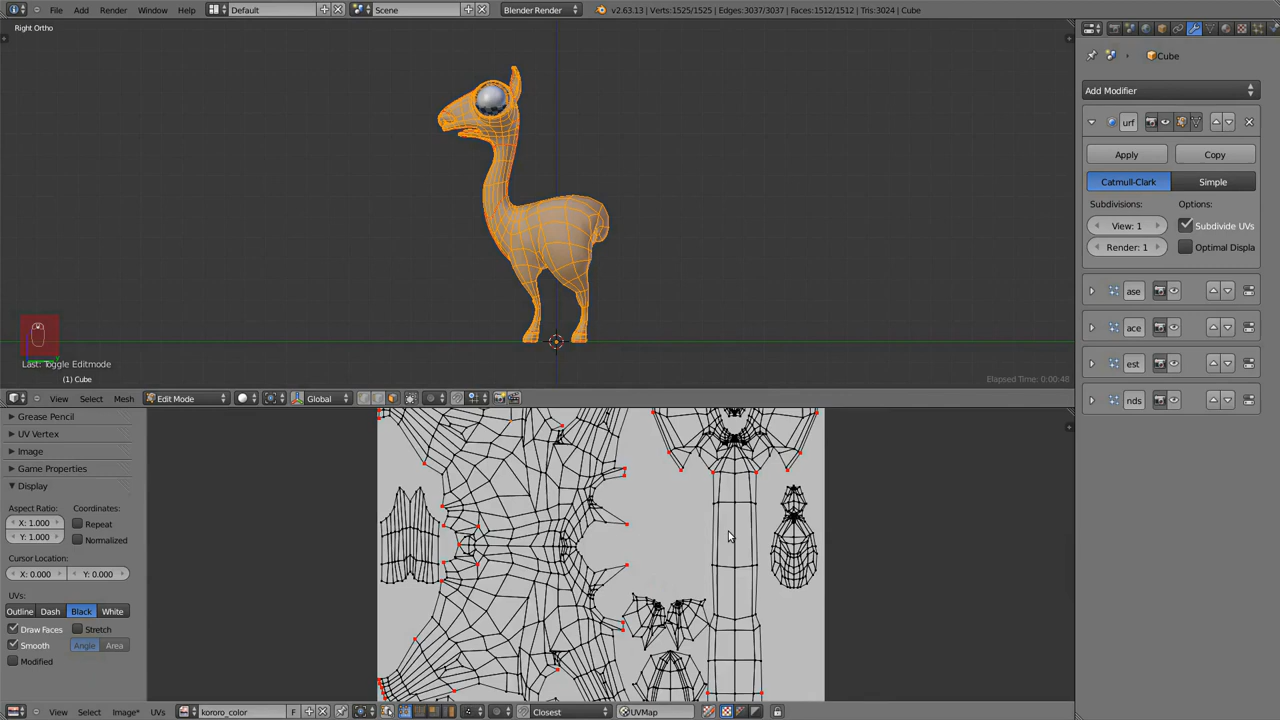 File Add Render Window Help Default Scene Blender Render v2.63.13 | Verts:1525/1525 | Edges:3037/3037 | Faces:1512/1512 | Tris:3024 | Cube
Right Ortho
Cube
Add Modifier
urf
Apply Copy
Catmull-Clark Simple
Subdivisions: Options:
View: 1 Subdivide UVs
Render: 1 Optimal Displa
ase
ace
est
nds
Last: Toggle Editmode
(1) Cube
Elapsed Time: 0:00:48
View Select Mesh Edit Mode Global
Grease Pencil
UV Vertex
Image
Game Properties
Display
Aspect Ratio: Coordinates:
X: 1.000 Repeat
Y: 1.000 Normalized
Cursor Location:
X: 0.000 Y: 0.000
UVs:
Outline Dash Black White
Draw Faces Stretch
Smooth Angle Area
Modified
View Select Image* UVs kororo_color F Closest UVMap